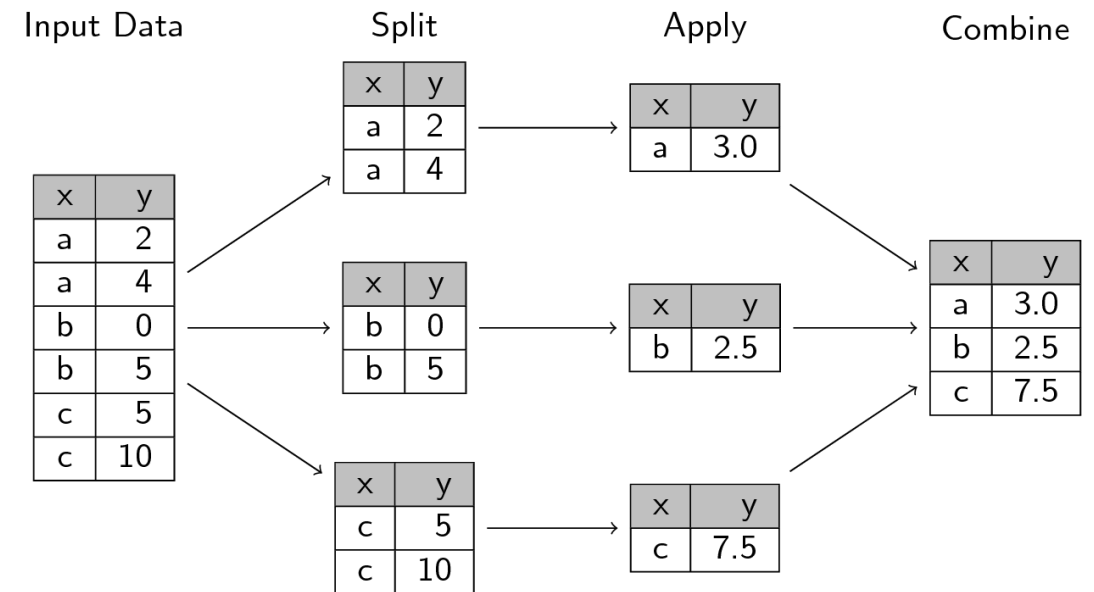 Input Data
x y
a 2
a 4
b 0
b 5
c 5
c 10
Split
x y
a 2
a 4
x y
b 0
b 5
x y
c 5
c 10
Apply
x y
a 3.0
x y
b 2.5
x y
c 7.5
Combine
x y
a 3.0
b 2.5
c 7.5